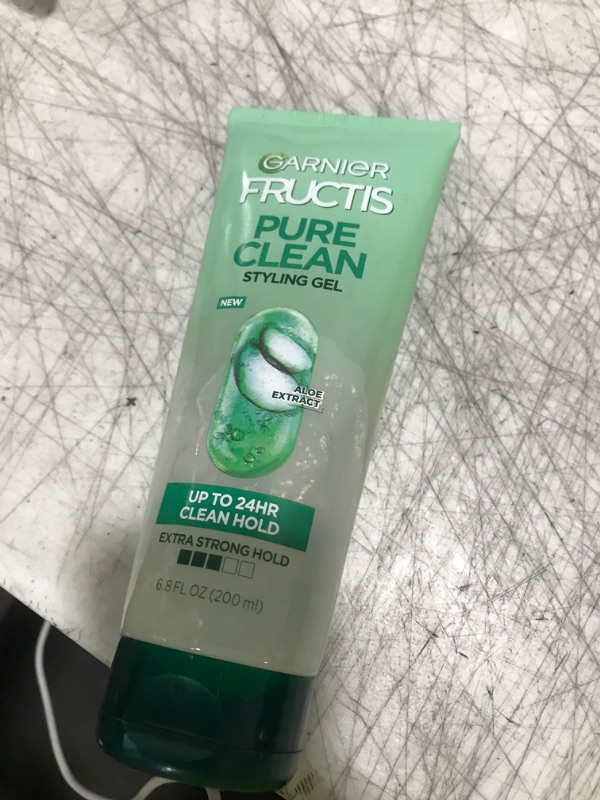 GARNIER
FRUCTIS
PURE
CLEAN
STYLING GEL
NEW
ALOE
EXTRACT
UP TO 24HR
CLEAN HOLD
EXTRA STRONG HOLD
6.8 FL OZ (200 ml)